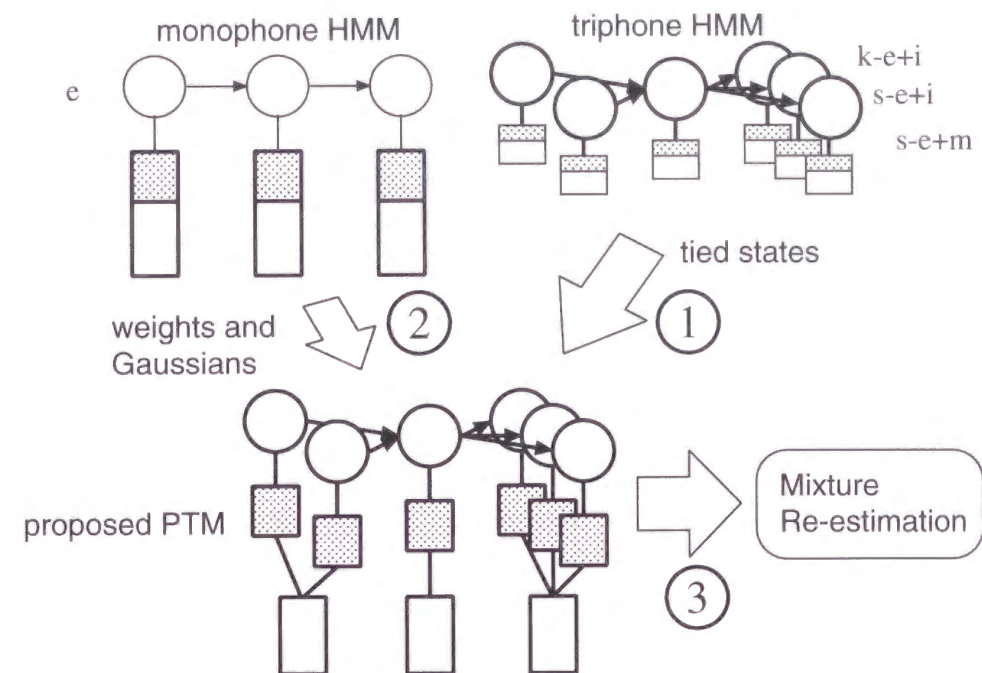 monophone HMM
triphone HMM
e
k-e+i
s-e+i
s-e+m
tied states
1
2
weights and
Gaussians
proposed PTM
Mixture
Re-estimation
3